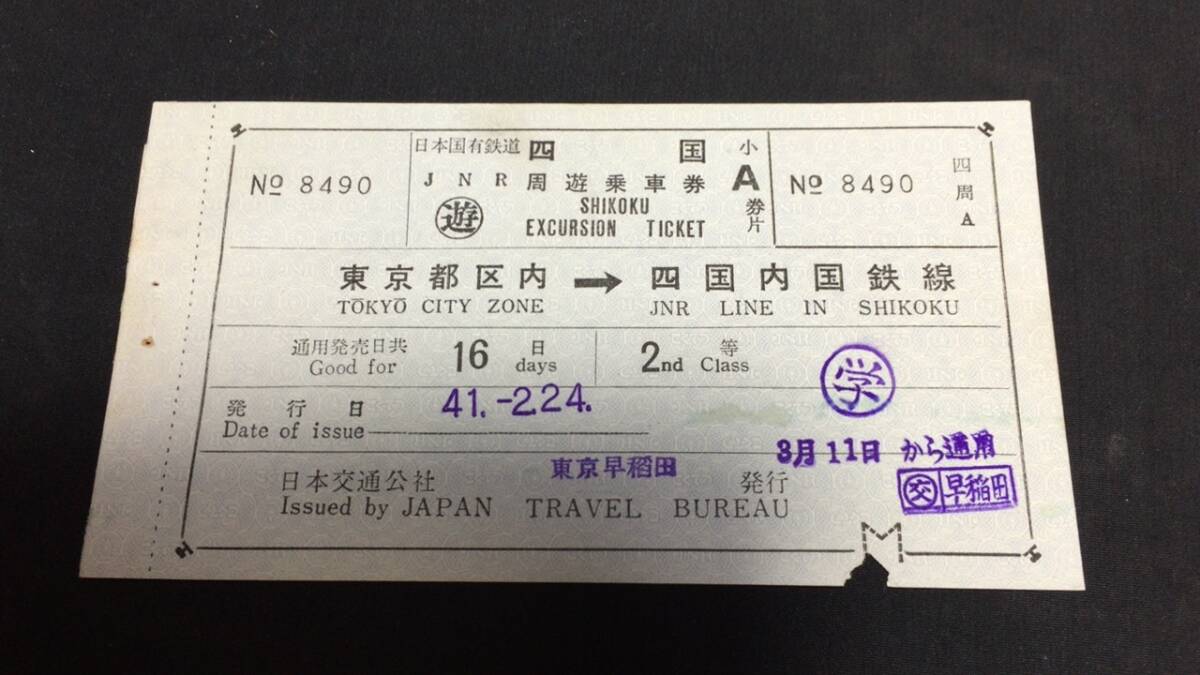 No 8490
日本国有鉄道 四国
JNR 周遊乗車券
遊 SHIKOKU
EXCURSION TICKET
小
A
券片
No 8490
四周A
東京都区内 → 四国内国鉄線
TŌKYŌ CITY ZONE JNR LINE IN SHIKOKU
通用発売日共 16 日 2 等
Good for days nd Class
学
発行日 41.-2.24.
Date of issue
3月11日 から通用
東京早稲田
日本交通公社 発行
Issued by JAPAN TRAVEL BUREAU
交 早稲田